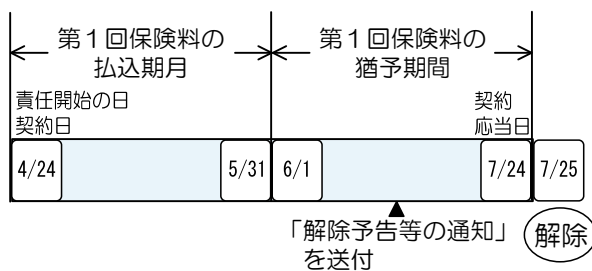 第1回保険料の
払込期月
第1回保険料の
猶予期間
責任開始の日
契約日
契約
応当日
4/24
5/31
6/1
7/24
7/25
「解除予告等の通知」
を送付
解除